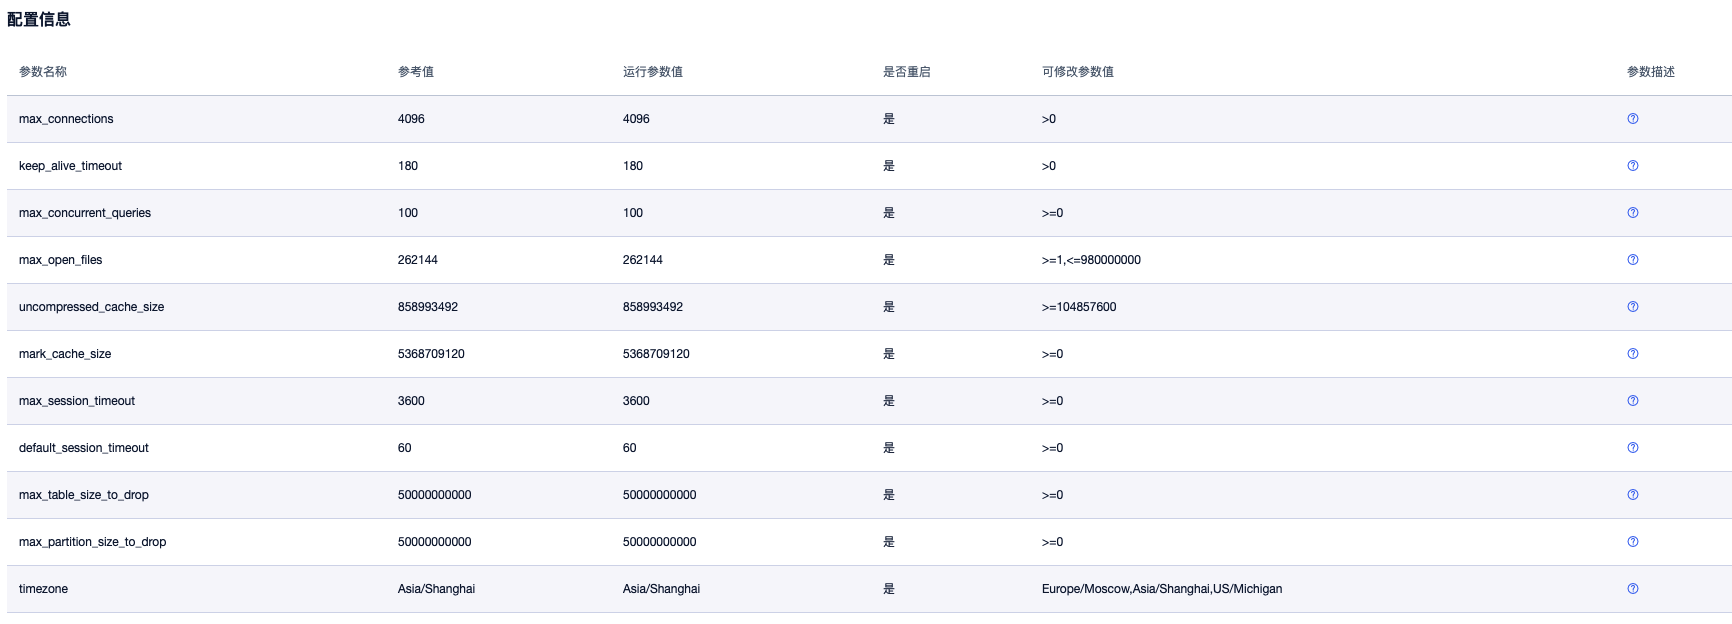 配置信息
参数名称 参考值 运行参数值 是否重启 可修改参数值 参数描述
max_connections 4096 4096 是 >0
keep_alive_timeout 180 180 是 >0
max_concurrent_queries 100 100 是 >=0
max_open_files 262144 262144 是 >=1,<=980000000
uncompressed_cache_size 858993492 858993492 是 >=104857600
mark_cache_size 5368709120 5368709120 是 >=0
max_session_timeout 3600 3600 是 >=0
default_session_timeout 60 60 是 >=0
max_table_size_to_drop 50000000000 50000000000 是 >=0
max_partition_size_to_drop 50000000000 50000000000 是 >=0
timezone Asia/Shanghai Asia/Shanghai 是 Europe/Moscow,Asia/Shanghai,US/Michigan